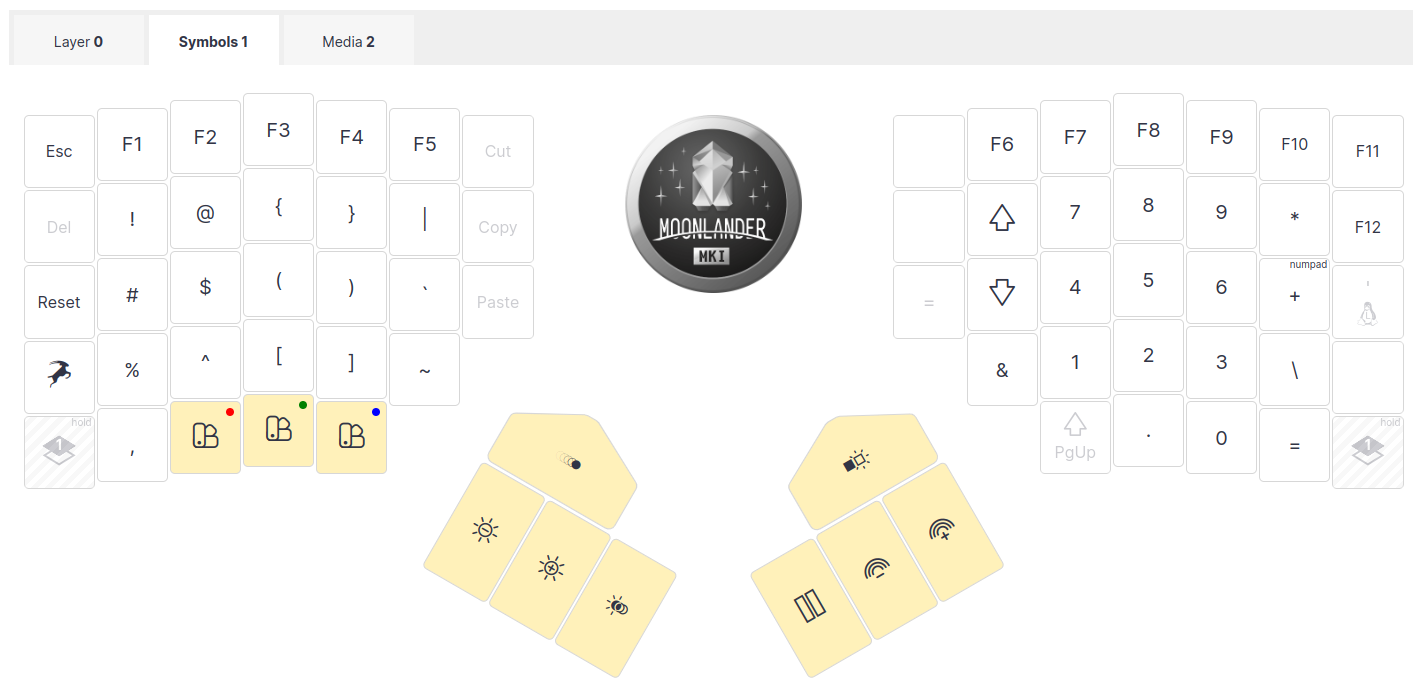 Layer 0
Symbols 1
Media 2
Esc F1 F2 F3 F4 F5 Cut
Del ! @ { } | Copy
Reset # $ ( ) ` Paste
% ^ [ ] ~
hold 1 ,
MOONLANDER
MKI
F6 F7 F8 F9 F10 F11
7 8 9 * F12
= 4 5 6 numpad + '
& 1 2 3 \
PgUp . 0 = hold 1